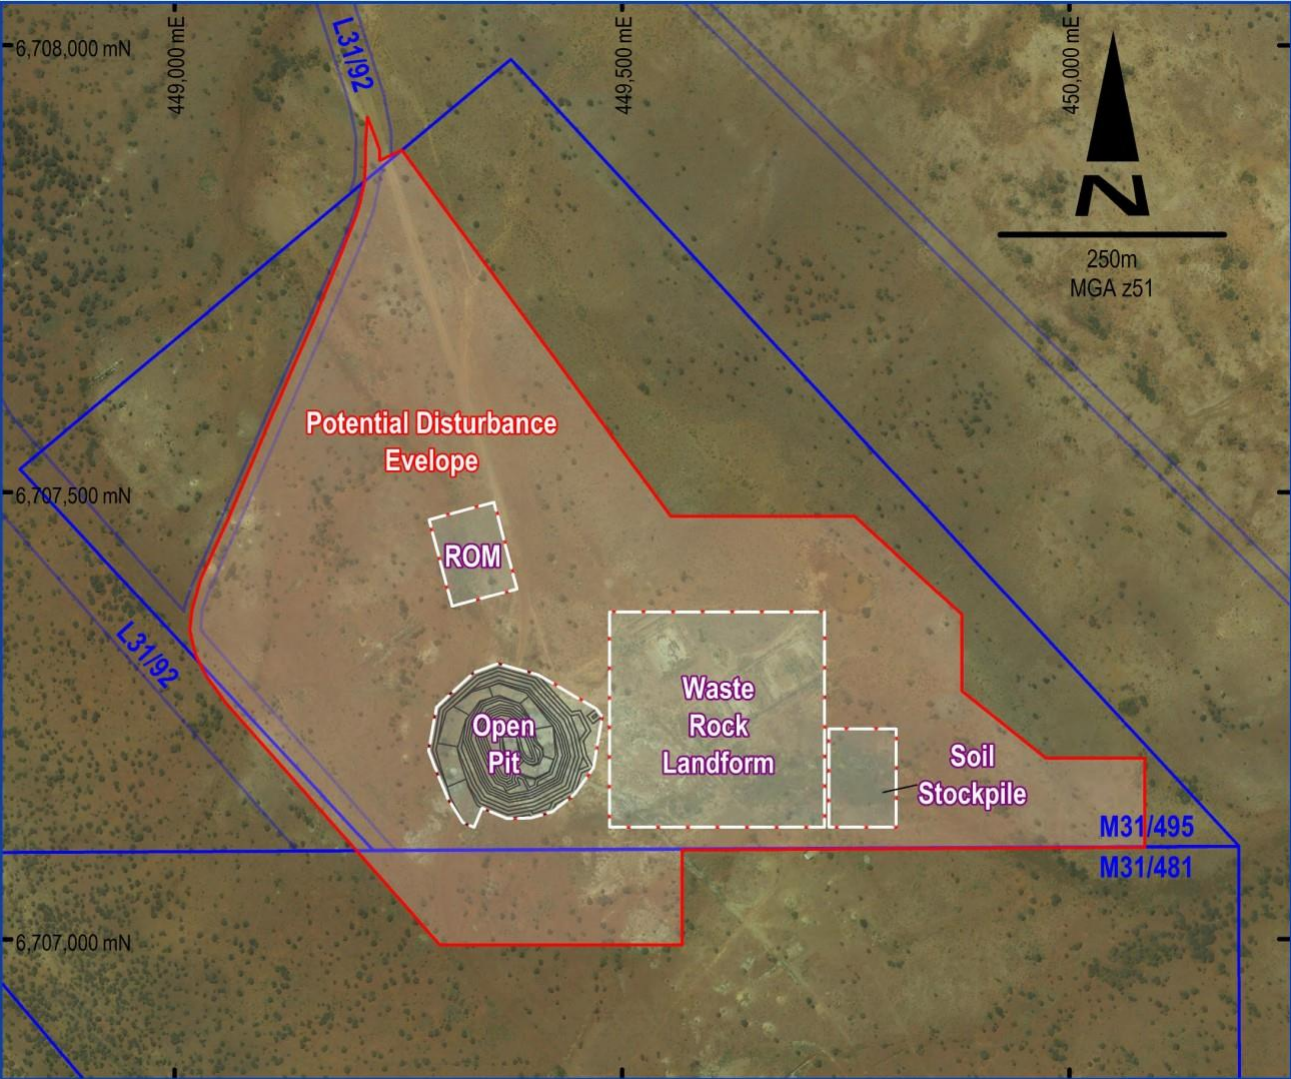 449,000 mE
449,500 mE
450,000 mE
6,708,000 mN
L31/92
N
250m
MGA z51
Potential Disturbance
Evelope
6,707,500 mN
ROM
L31/92
Waste
Rock
Landform
Open
Pit
Soil
Stockpile
M31/495
M31/481
6,707,000 mN